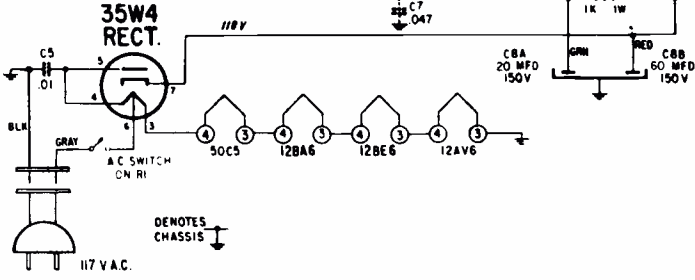 35W4
RECT.
118V
C7
.047
1K 1W
C5
.01
5
4
7
6
3
GRN
RED
C8A
20 MFD
150V
C8B
60 MFD
150V
BLK
GRAY
A.C SWITCH
ON R1
4 3
50C5
4 3
12BA6
4 3
12BE6
4 3
12AV6
DENOTES
CHASSIS
117 V A.C.